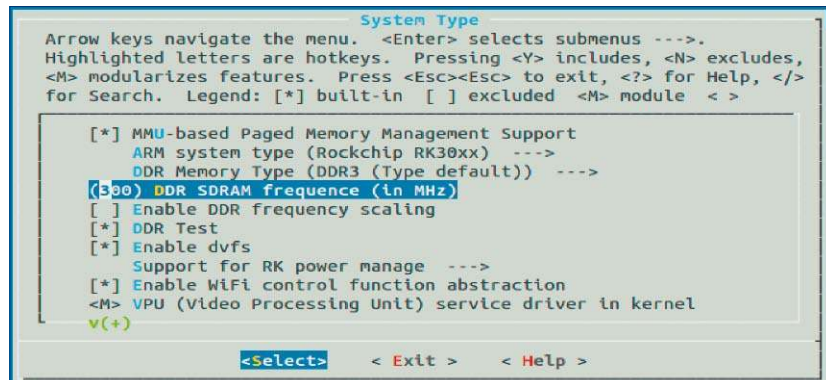 System Type
Arrow keys navigate the menu.  <Enter> selects submenus --->.
Highlighted letters are hotkeys.  Pressing <Y> includes, <N> excludes,
<M> modularizes features.  Press <Esc><Esc> to exit, <?> for Help, </>
for Search.  Legend: [*] built-in  [ ] excluded  <M> module  < >
[*] MMU-based Paged Memory Management Support
ARM system type (Rockchip RK30xx)  --->
DDR Memory Type (DDR3 (Type default))  --->
(300) DDR SDRAM frequence (in MHz)
[ ] Enable DDR frequency scaling
[*] DDR Test
[*] Enable dvfs
Support for RK power manage  --->
[*] Enable WiFi control function abstraction
<M> VPU (Video Processing Unit) service driver in kernel
v(+)
<Select>    < Exit >    < Help >